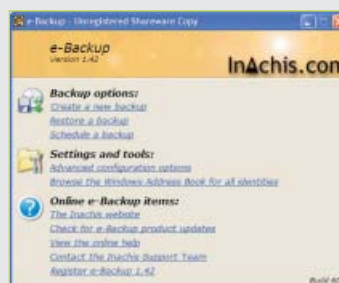 e-Backup - Unregistered Shareware Copy
e-Backup
Version 1.42
InAchis.com
Backup options:
Create a new backup
Restore a backup
Schedule a backup
Settings and tools:
Advanced configuration options
Browse the Windows Address Book for all identities
Online e-Backup items:
The Inachis website
Check for e-Backup product updates
View the online help
Contact the Inachis Support Team
Register e-Backup 1.42
Build